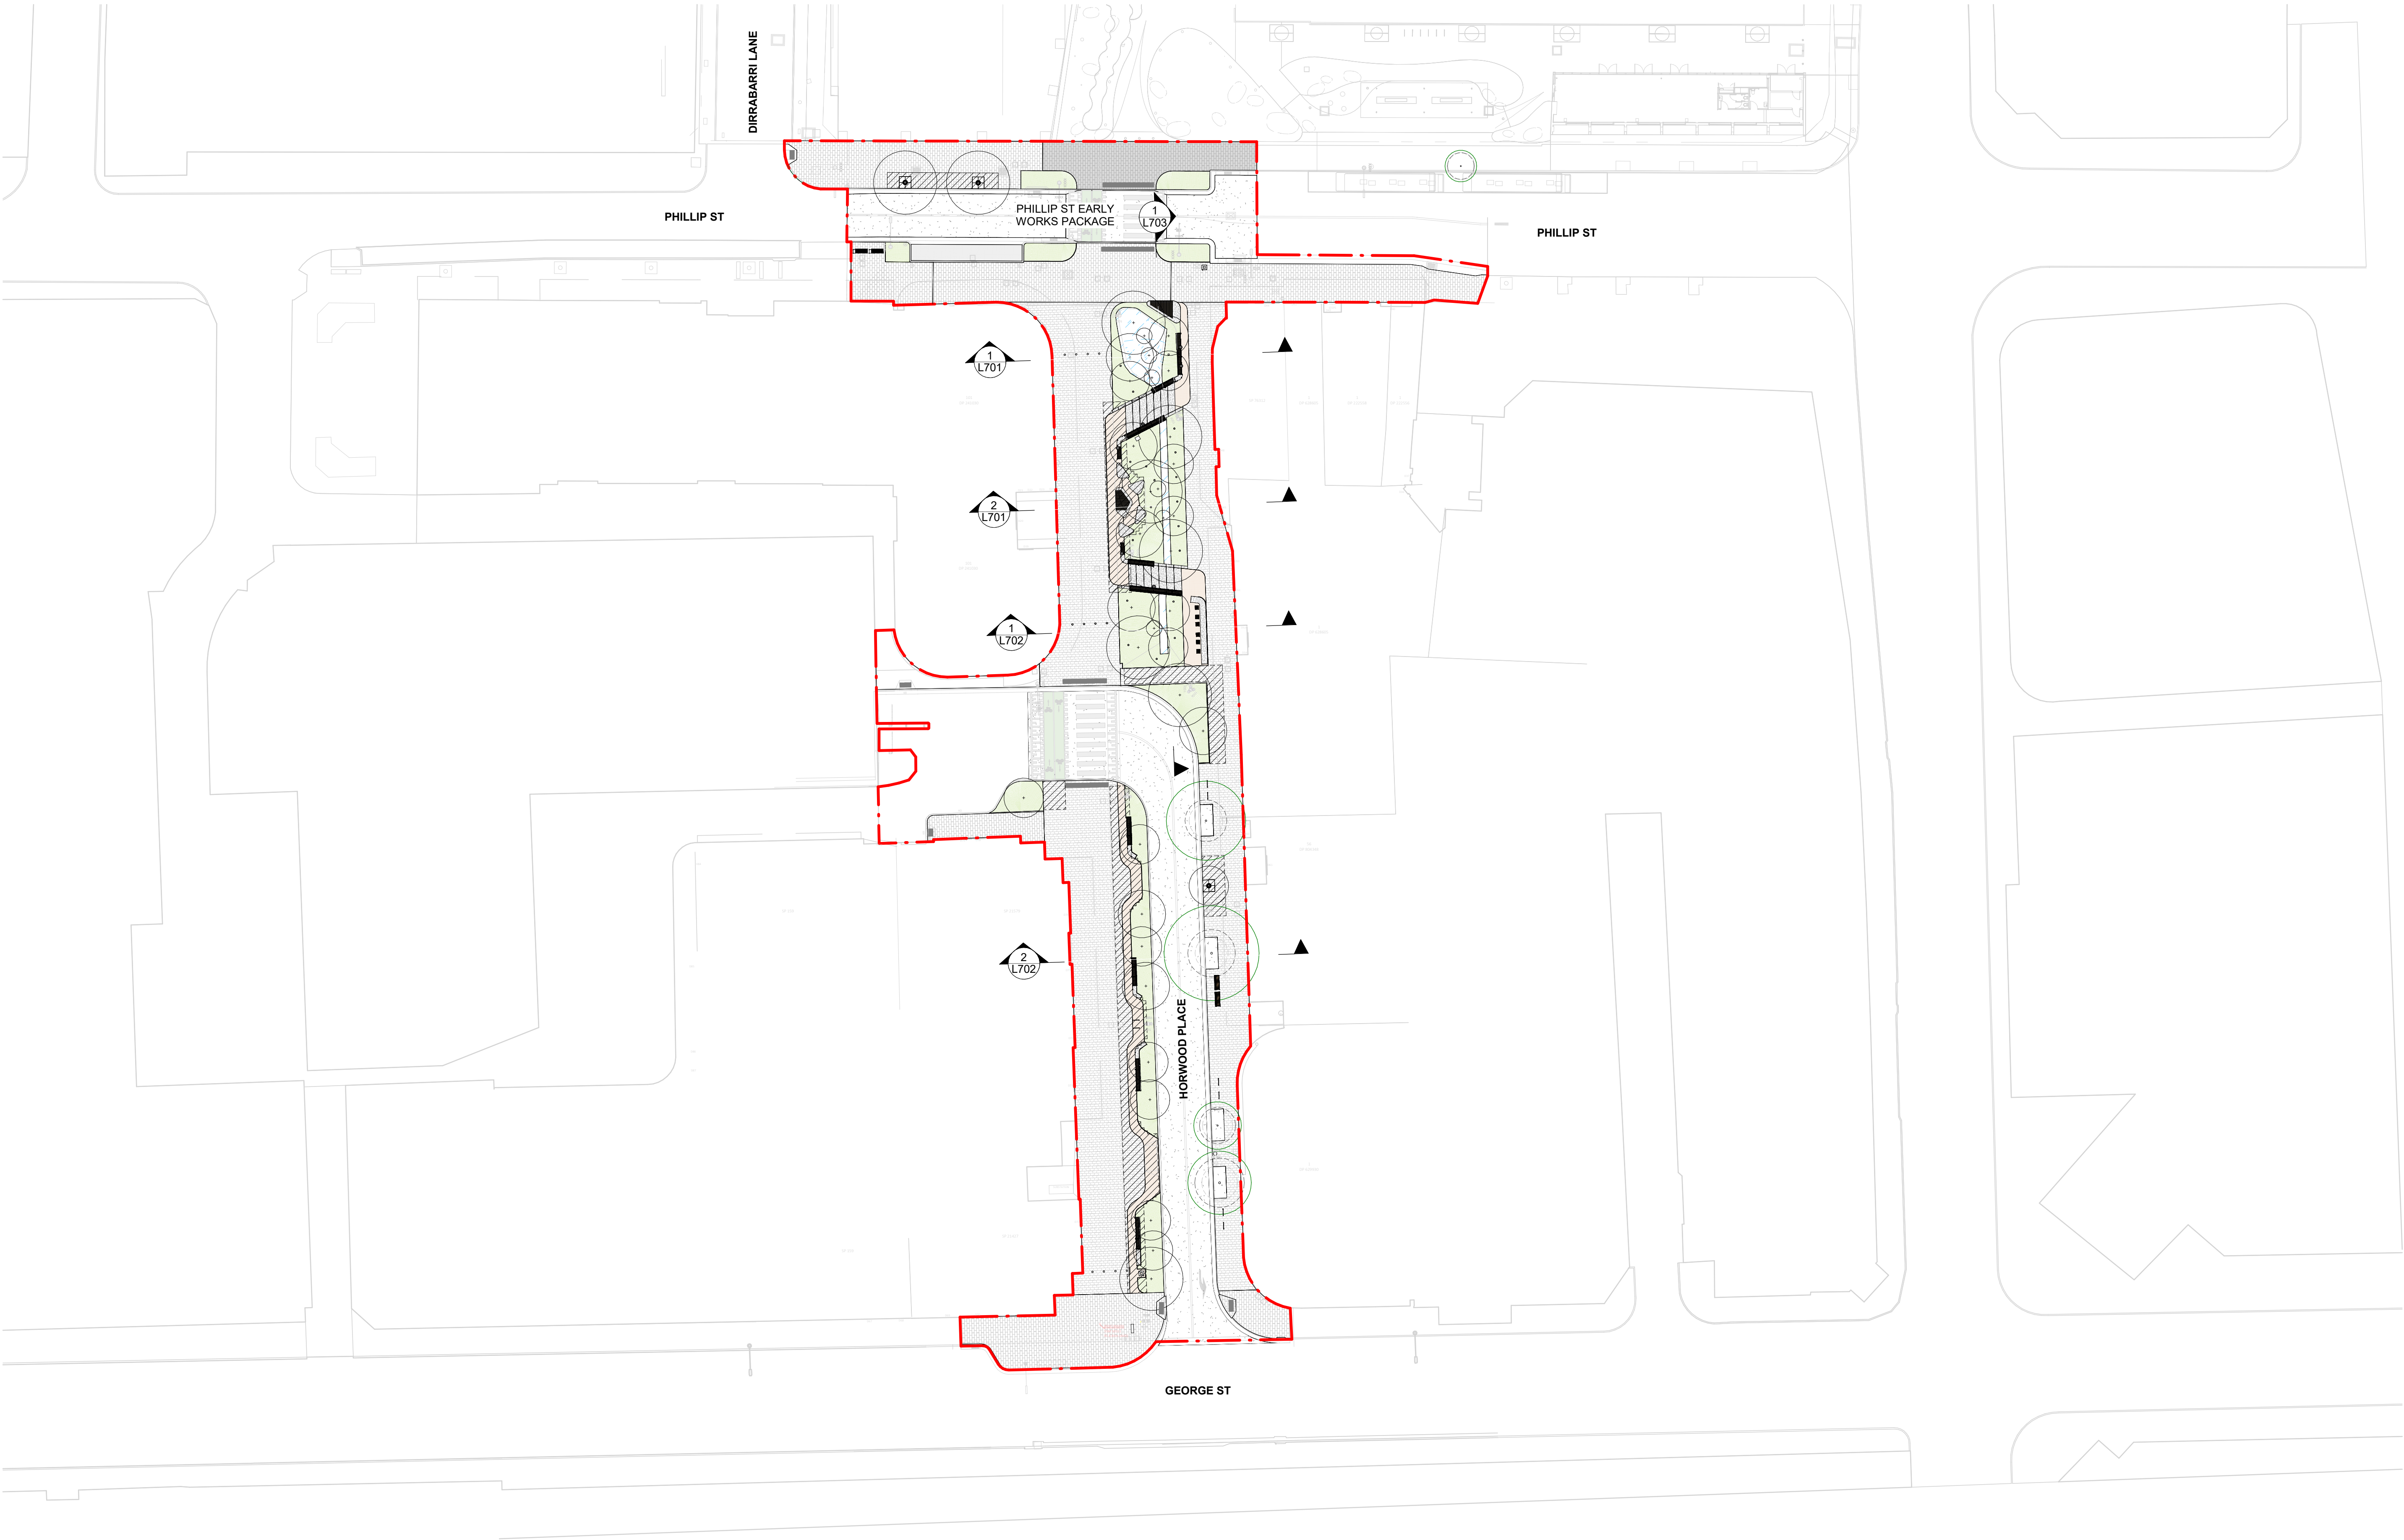 DIRRABARRI LANE
PHILLIP ST
PHILLIP ST EARLY
WORKS PACKAGE
1
L703
PHILLIP ST
1
L701
2
L701
1
L702
2
L702
HORWOOD PLACE
GEORGE ST